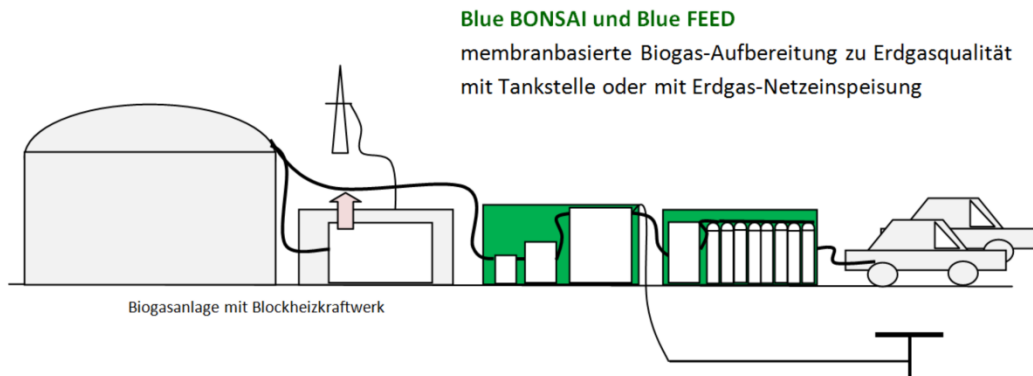 Blue BONSAI und Blue FEED
membranbasierte Biogas-Aufbereitung zu Erdgasqualität
mit Tankstelle oder mit Erdgas-Netzeinspeisung
Biogasanlage mit Blockheizkraftwerk